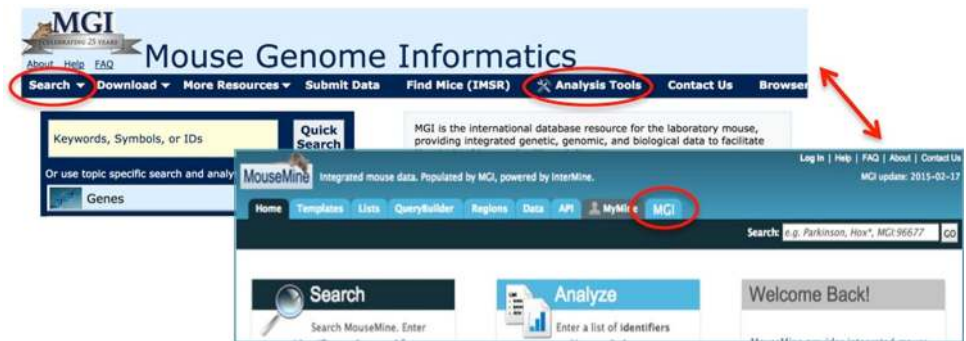 MGI
CELEBRATING 25 YEARS
About Help FAQ
Mouse Genome Informatics
Search Download More Resources Submit Data Find Mice (IMSR) Analysis Tools Contact Us Browser
Keywords, Symbols, or IDs
Quick
Search
MGI is the international database resource for the laboratory mouse,
providing integrated genetic, genomic, and biological data to facilitate
Or use topic specific search and analy
Genes
MouseMine
Integrated mouse data. Populated by MGI, powered by InterMine.
Log In | Help | FAQ | About | Contact Us
MGI update: 2015-02-17
Home Templates Lists QueryBuilder Regions Data API MyMine MGI
Search: e.g. Parkinson, Hox*, MGI:96677 GO
Search
Analyze
Welcome Back!
Search MouseMine. Enter
Enter a list of identifiers